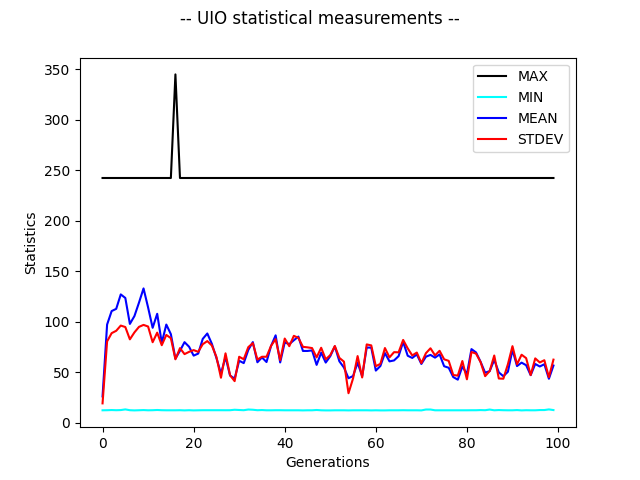 -- UIO statistical measurements --
350
300
250
200
150
100
50
0
Statistics
MAX
MIN
MEAN
STDEV
0
20
40
60
80
100
Generations